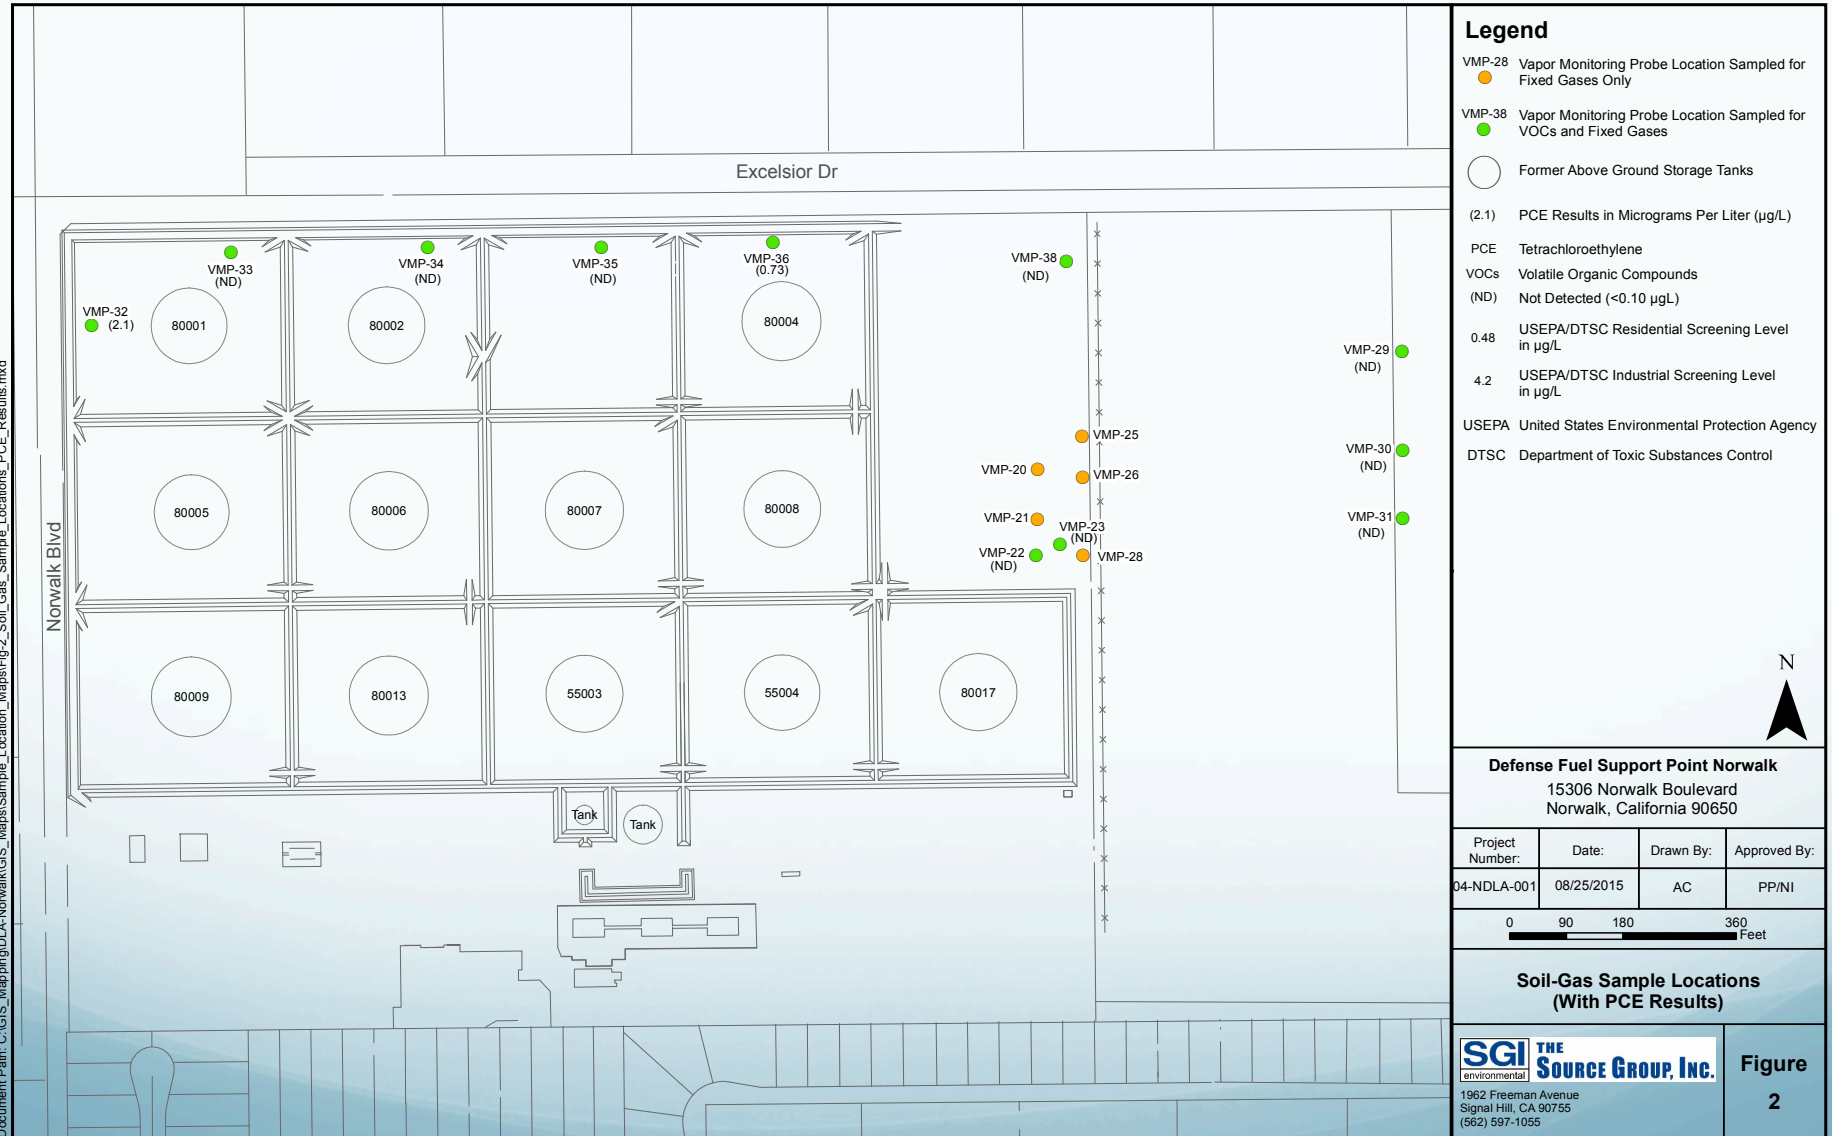 Excelsior Dr
Norwalk Blvd
VMP-33
(ND)
VMP-34
(ND)
VMP-35
(ND)
VMP-36
(0.73)
VMP-38
(ND)
VMP-32
(2.1)
80001
80002
80004
VMP-29
(ND)
VMP-25
VMP-30
(ND)
VMP-20
VMP-26
80005
80006
80007
80008
VMP-21
VMP-23
(ND)
VMP-31
(ND)
VMP-22
(ND)
VMP-28
80009
80013
55003
55004
80017
Tank
Tank
Document Path: C:\GIS_Mapping\DLA-Norwalk\GIS_Maps\Sample_Location_Maps\Fig-2_Soil_Gas_Sample_Locations_PCE_Results.mxd
Legend
VMP-28 Vapor Monitoring Probe Location Sampled for
Fixed Gases Only
VMP-38 Vapor Monitoring Probe Location Sampled for
VOCs and Fixed Gases
Former Above Ground Storage Tanks
(2.1) PCE Results in Micrograms Per Liter (µg/L)
PCE Tetrachloroethylene
VOCs Volatile Organic Compounds
(ND) Not Detected (<0.10 µgL)
0.48 USEPA/DTSC Residential Screening Level
in µg/L
4.2 USEPA/DTSC Industrial Screening Level
in µg/L
USEPA United States Environmental Protection Agency
DTSC Department of Toxic Substances Control
N
Defense Fuel Support Point Norwalk
15306 Norwalk Boulevard
Norwalk, California 90650
Project
Number:
Date:
Drawn By:
Approved By:
04-NDLA-001
08/25/2015
AC
PP/NI
0 90 180 360
Feet
Soil-Gas Sample Locations
(With PCE Results)
SGI
environmental
THE
SOURCE GROUP, INC.
1962 Freeman Avenue
Signal Hill, CA 90755
(562) 597-1055
Figure
2